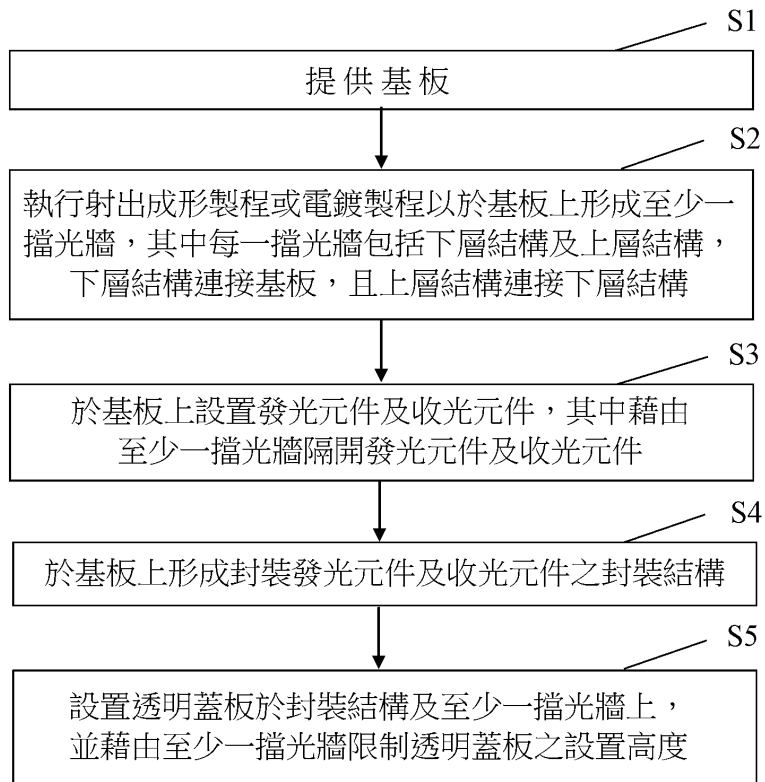 S1
提供基板
S2
執行射出成形製程或電鍍製程以於基板上形成至少一
擋光牆，其中每一擋光牆包括下層結構及上層結構，
下層結構連接基板，且上層結構連接下層結構
S3
於基板上設置發光元件及收光元件，其中藉由
至少一擋光牆隔開發光元件及收光元件
S4
於基板上形成封裝發光元件及收光元件之封裝結構
S5
設置透明蓋板於封裝結構及至少一擋光牆上，
並藉由至少一擋光牆限制透明蓋板之設置高度